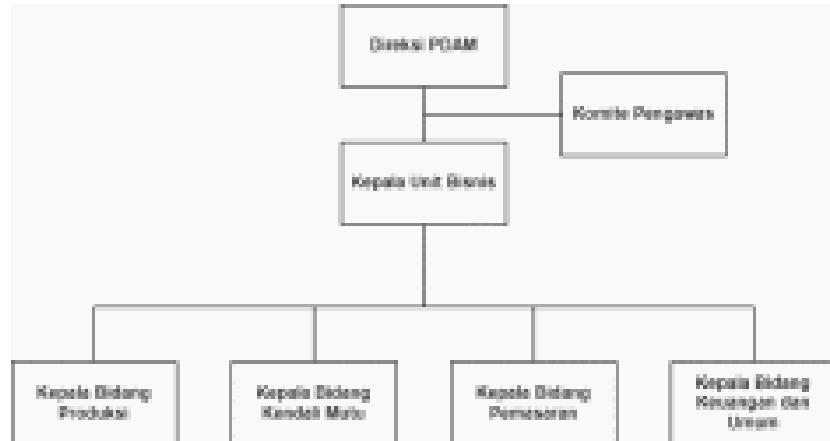 Direksi PDAM
Komite Pengawas
Kepala Unit Bisnis
Kepala Bidang
Produksi
Kepala Bidang
Kendali Mutu
Kepala Bidang
Pemasaran
Kepala Bidang
Keuangan dan
Umum